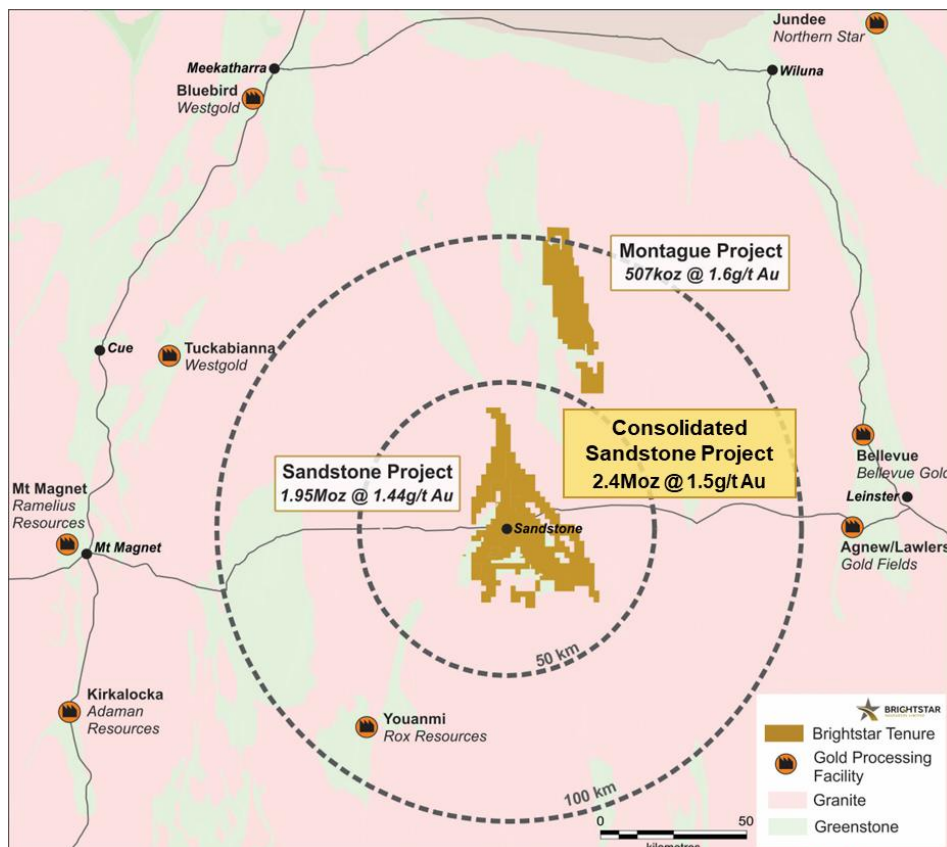 Jundee
Northern Star
Meekatharra
Wiluna
Bluebird
Westgold
Montague Project
507koz @ 1.6g/t Au
Cue
Tuckabianna
Westgold
Consolidated
Sandstone Project
2.4Moz @ 1.5g/t Au
Sandstone Project
1.95Moz @ 1.44g/t Au
Bellevue
Bellevue Gold
Leinster
Mt Magnet
Ramelius
Resources
Mt Magnet
Sandstone
Agnew/Lawlers
Gold Fields
50 km
Kirkalocka
Adaman
Resources
Youanmi
Rox Resources
100 km
0
50
kilometres
BRIGHTSTAR
Brightstar Tenure
Gold Processing
Facility
Granite
Greenstone